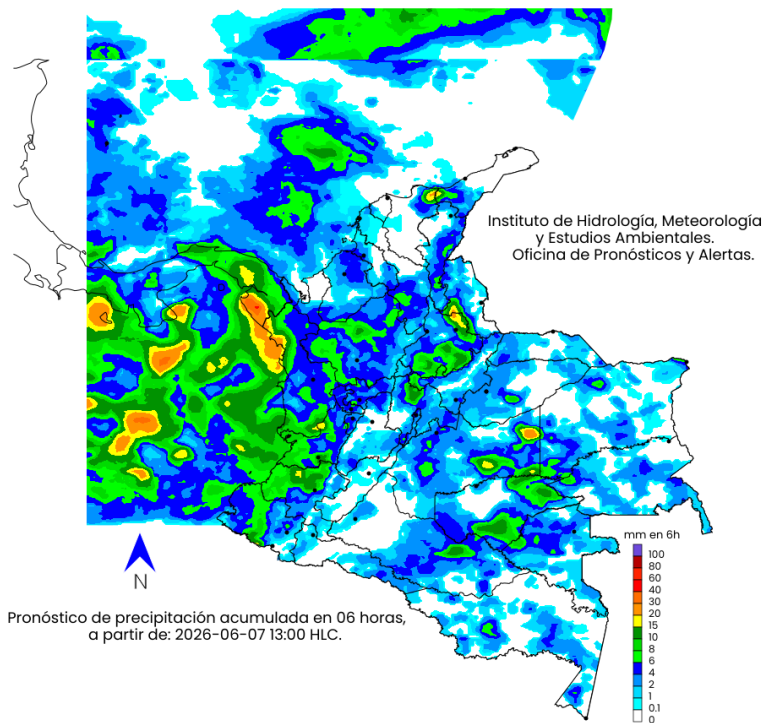 Instituto de Hidrología, Meteorología
y Estudios Ambientales.
Oficina de Pronósticos y Alertas.
mm en 6h
100
80
60
40
30
20
15
10
8
6
4
2
1
0.1
0
N
Pronóstico de precipitación acumulada en 06 horas,
a partir de: 2026-06-07 13:00 HLC.